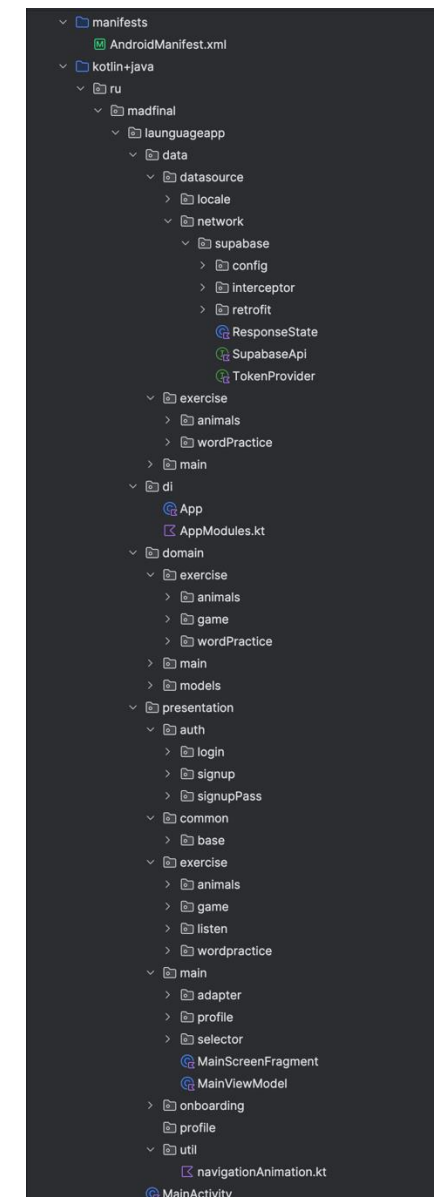 manifests
AndroidManifest.xml
kotlin+java
ru
madfinal
launguageapp
data
datasource
locale
network
supabase
config
interceptor
retrofit
ResponseState
SupabaseApi
TokenProvider
exercise
animals
wordPractice
main
di
App
AppModules.kt
domain
exercise
animals
game
wordPractice
main
models
presentation
auth
login
signup
signupPass
common
base
exercise
animals
game
listen
wordpractice
main
adapter
profile
selector
MainScreenFragment
MainViewModel
onboarding
profile
util
navigationAnimation.kt
MainActivity